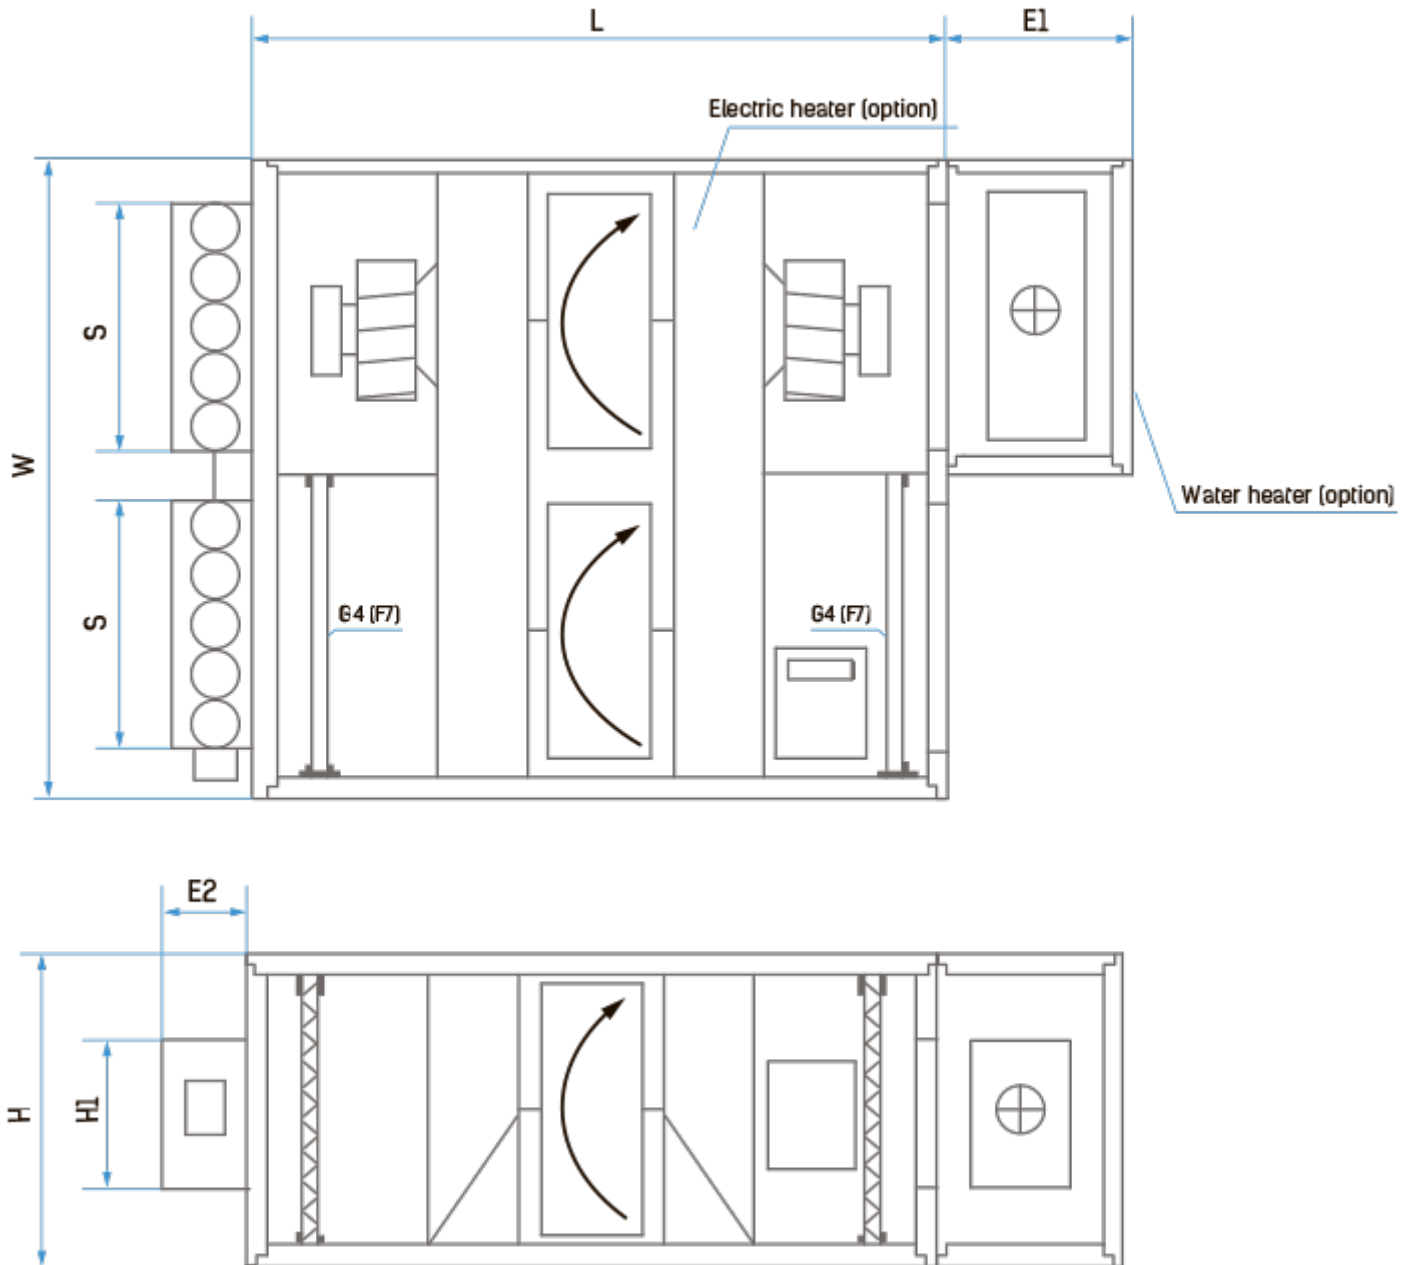 L
E1
Electric heater (option)
S
W
Water heater (option)
S
G4 (F7)
G4 (F7)
E2
H
H1